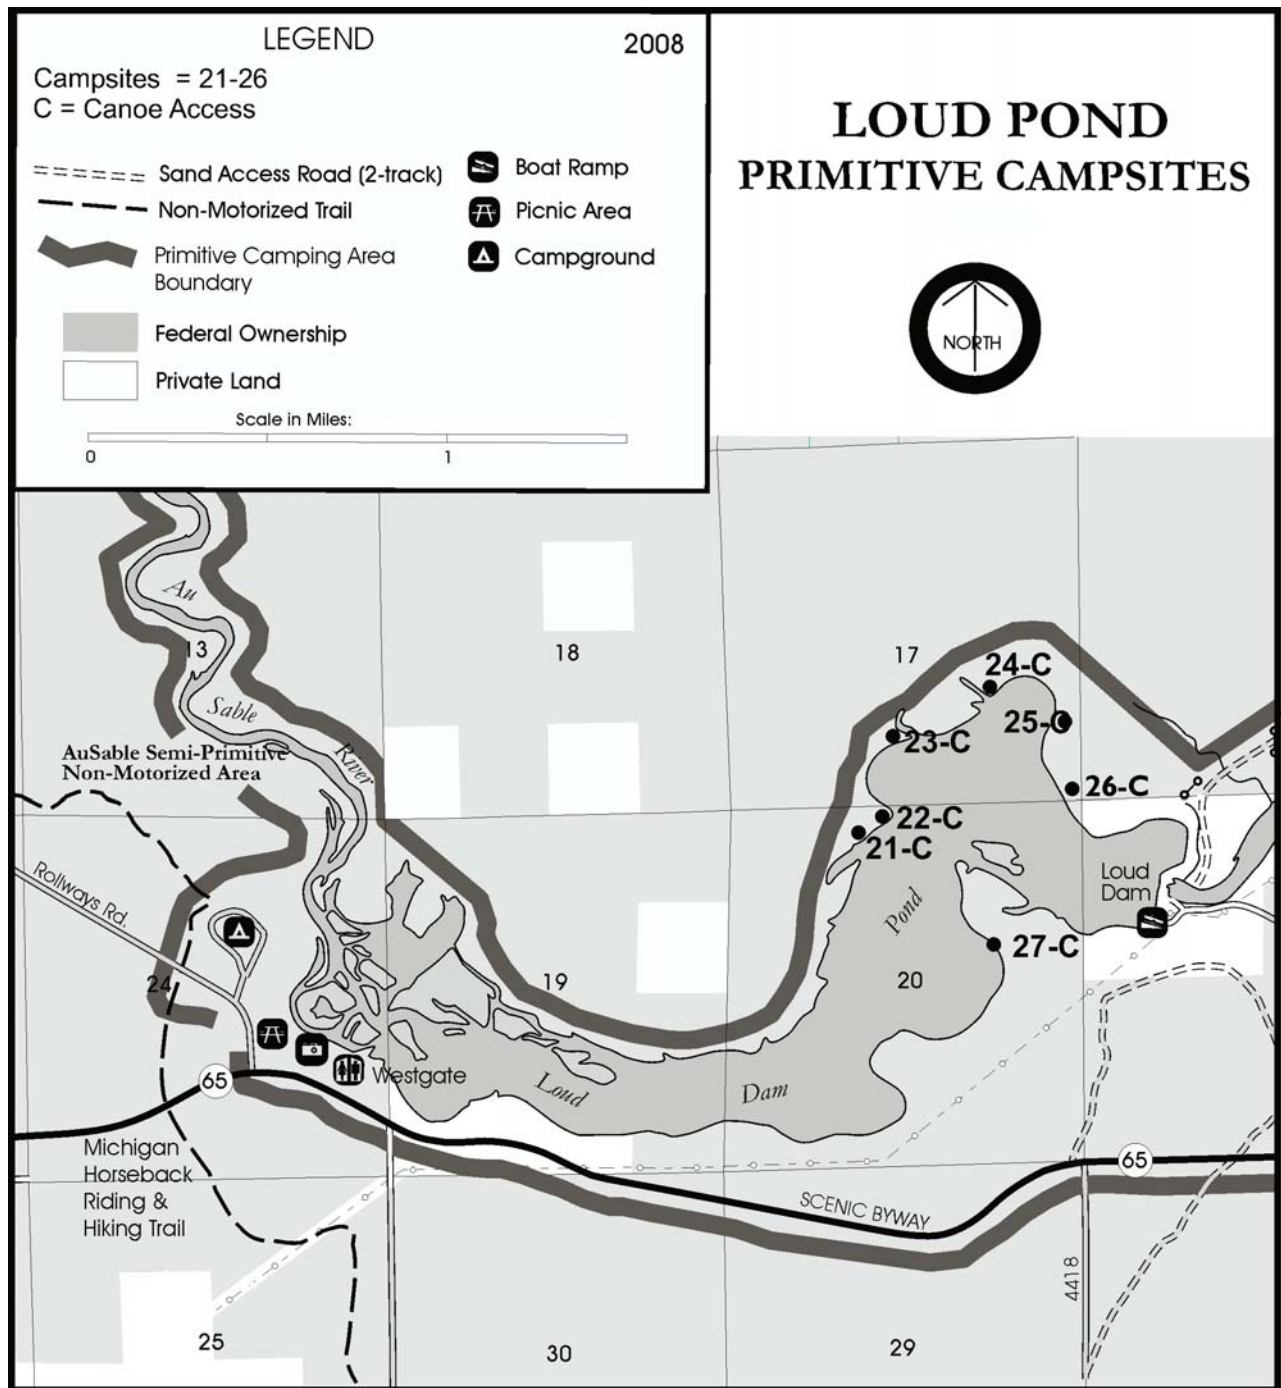 LEGEND
2008
Campsites = 21-26
C = Canoe Access
Sand Access Road (2-track)
Non-Motorized Trail
Primitive Camping Area
Boundary
Federal Ownership
Private Land
Boat Ramp
Picnic Area
Campground
Scale in Miles:
0 1
LOUD POND
PRIMITIVE CAMPSITES
NORTH
Au
13
Sable
River
18
17
24-C
25-C
23-C
26-C
22-C
21-C
AuSable Semi-Primitive
Non-Motorized Area
Rollways Rd.
Loud
Dam
Pond
27-C
24
19
20
65
Westgate
Loud
Dam
Michigan
Horseback
Riding &
Hiking Trail
65
SCENIC BYWAY
4418
25
30
29